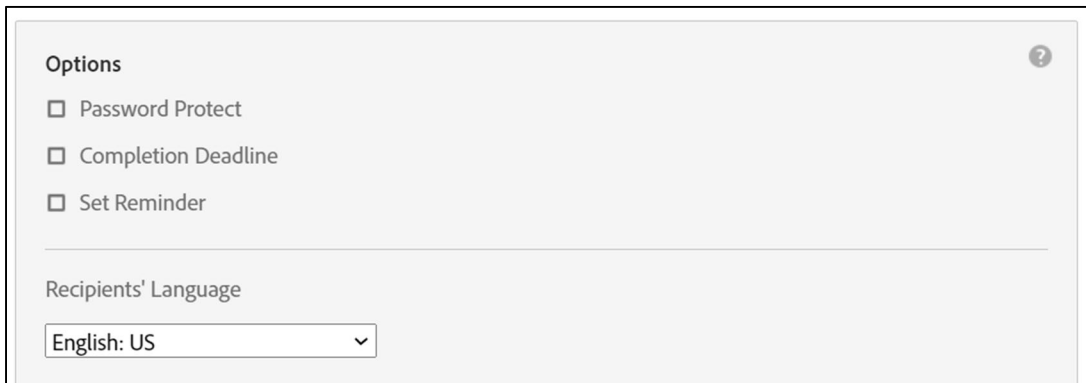 Options
?
Password Protect
Completion Deadline
Set Reminder
Recipients' Language
English: US